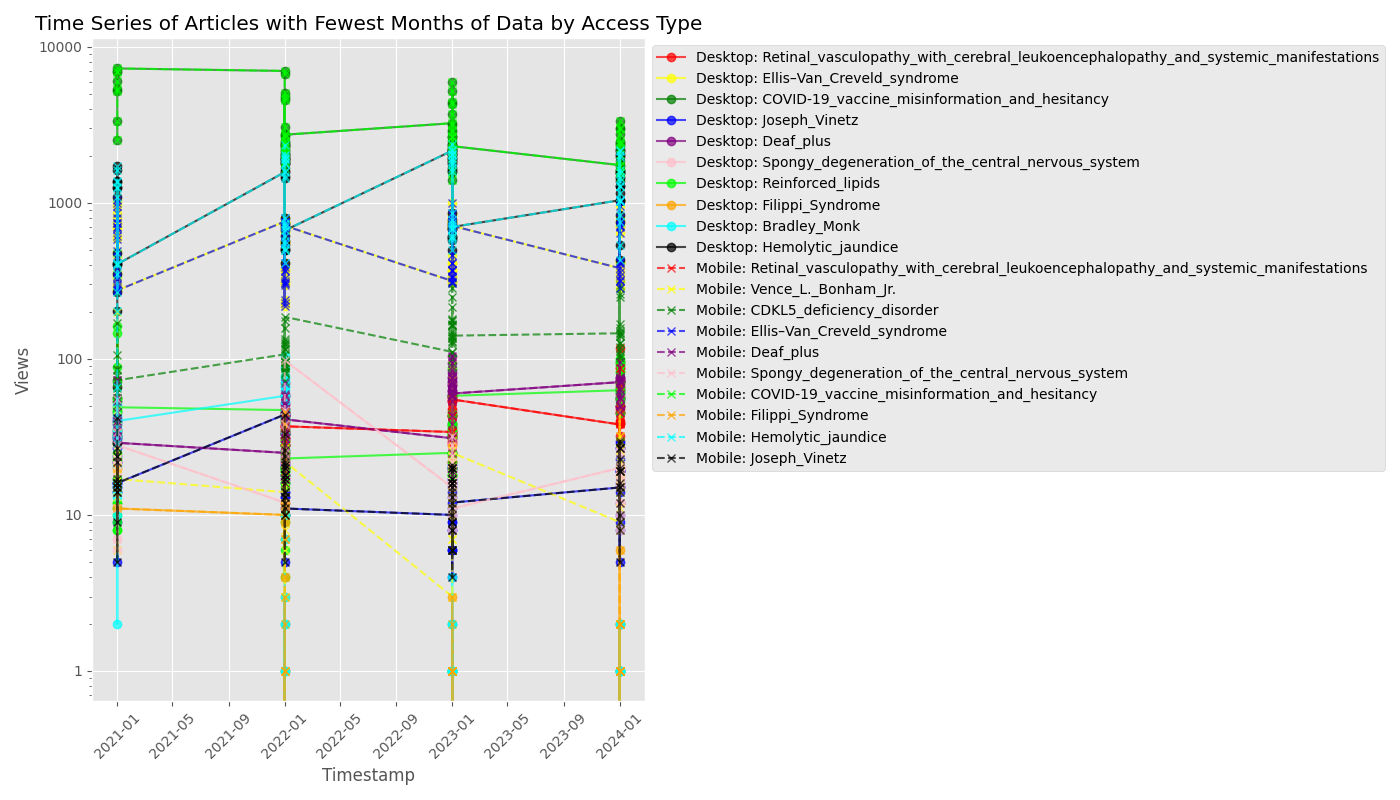 Time Series of Articles with Fewest Months of Data by Access Type
10000
1000
100
10
1
Views
2021-01
2021-05
2021-09
2022-01
2022-05
2022-09
2023-01
2023-05
2023-09
2024-01
Timestamp
Desktop: Retinal_vasculopathy_with_cerebral_leukoencephalopathy_and_systemic_manifestations
Desktop: Ellis–Van_Creveld_syndrome
Desktop: COVID-19_vaccine_misinformation_and_hesitancy
Desktop: Joseph_Vinetz
Desktop: Deaf_plus
Desktop: Spongy_degeneration_of_the_central_nervous_system
Desktop: Reinforced_lipids
Desktop: Filippi_Syndrome
Desktop: Bradley_Monk
Desktop: Hemolytic_jaundice
Mobile: Retinal_vasculopathy_with_cerebral_leukoencephalopathy_and_systemic_manifestations
Mobile: Vence_L._Bonham_Jr.
Mobile: CDKL5_deficiency_disorder
Mobile: Ellis–Van_Creveld_syndrome
Mobile: Deaf_plus
Mobile: Spongy_degeneration_of_the_central_nervous_system
Mobile: COVID-19_vaccine_misinformation_and_hesitancy
Mobile: Filippi_Syndrome
Mobile: Hemolytic_jaundice
Mobile: Joseph_Vinetz